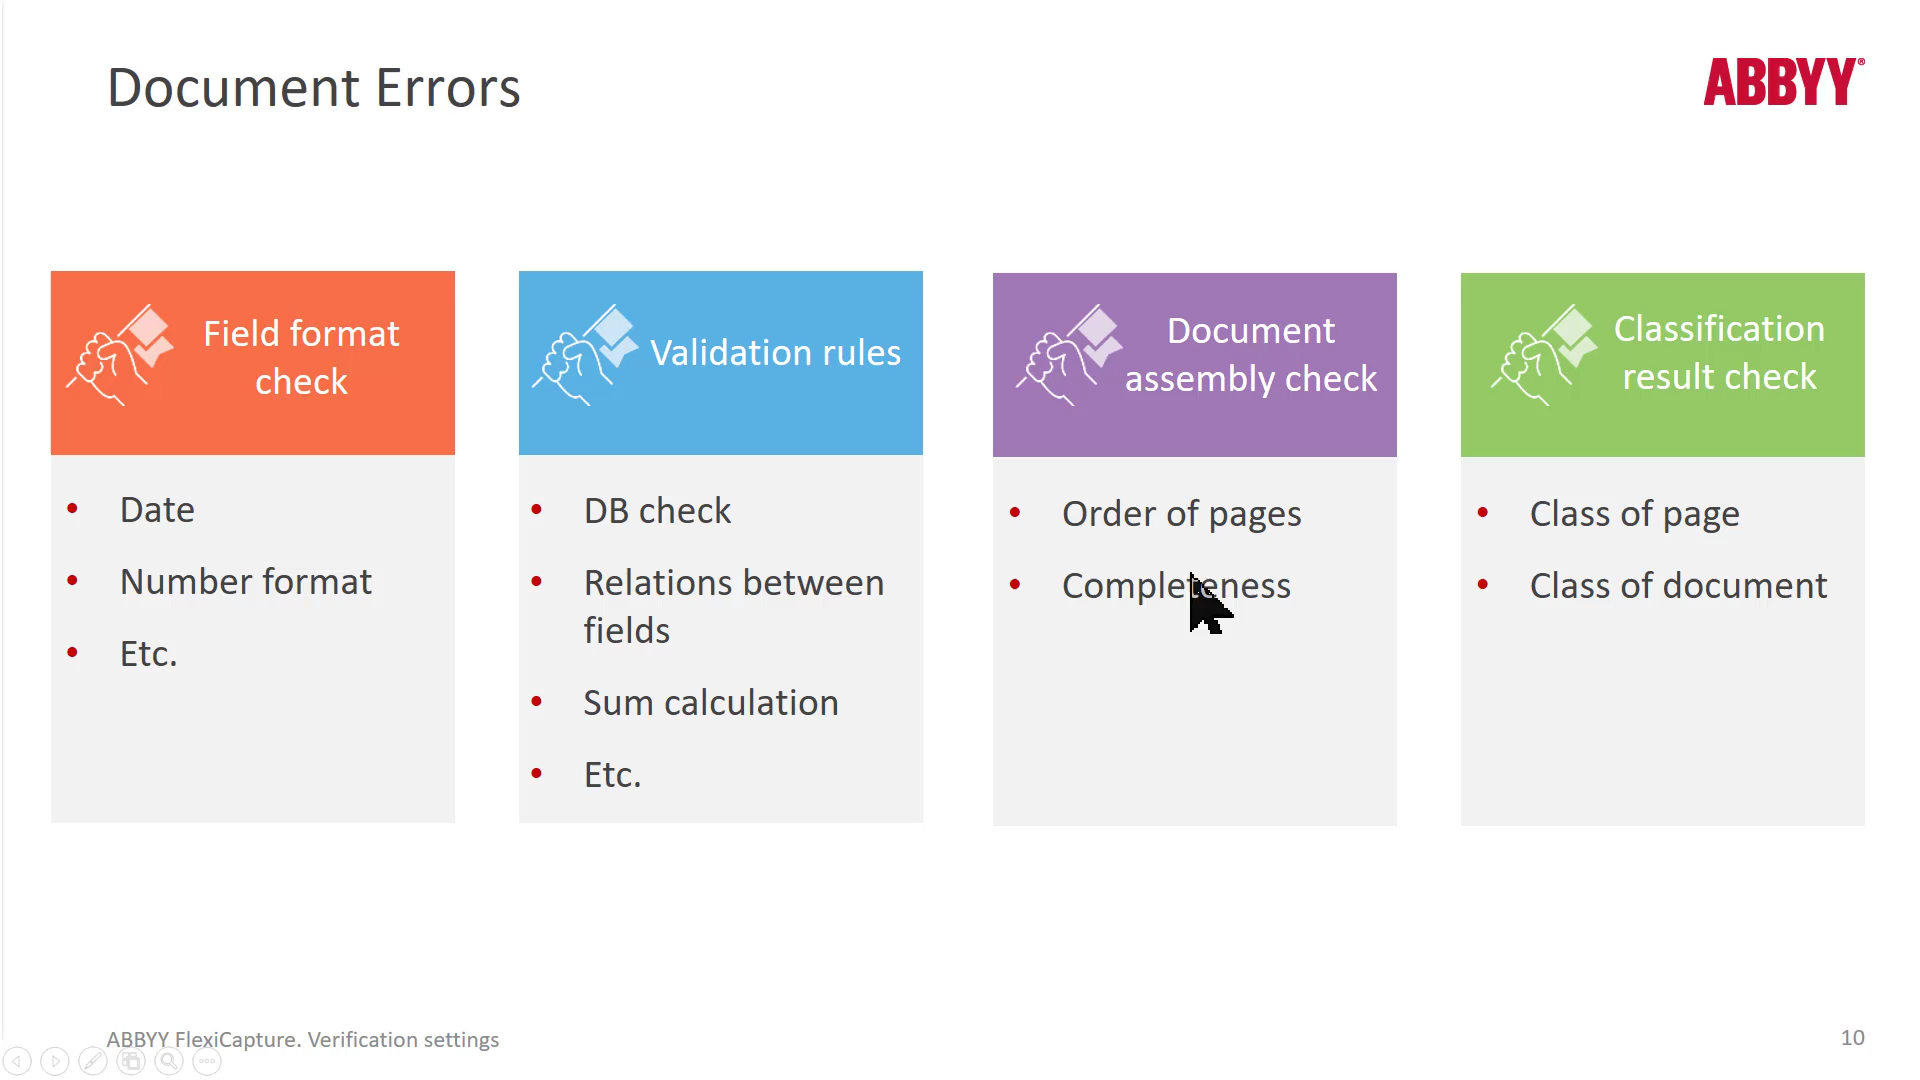 Document Errors
ABBYY®
Field format
check
• Date
• Number format
• Etc.
Validation rules
• DB check
• Relations between
fields
• Sum calculation
• Etc.
Document
assembly check
• Order of pages
• Completeness
Classification
result check
• Class of page
• Class of document
ABBYY FlexiCapture. Verification settings
10